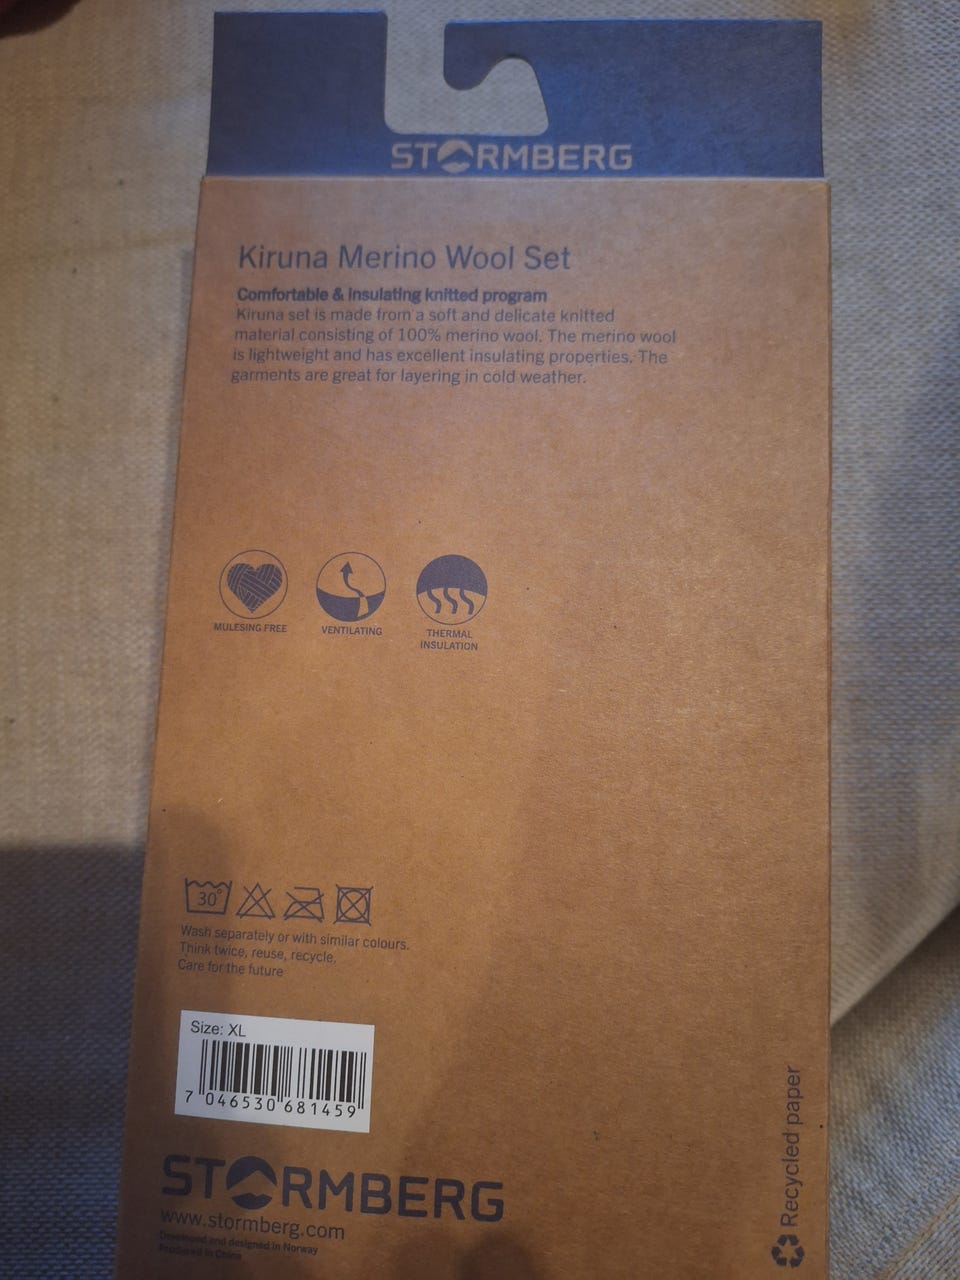 STORMBERG
Kiruna Merino Wool Set
Comfortable & insulating knitted program
Kiruna set is made from a soft and delicate knitted
material consisting of 100% merino wool. The merino wool
is lightweight and has excellent insulating properties. The
garments are great for layering in cold weather.
MULESING FREE
VENTILATING
THERMAL
INSULATION
30°
Wash separately or with similar colours.
Think twice, reuse, recycle.
Care for the future
Size: XL
7 046530 681459
STORMBERG
www.stormberg.com
Developed and designed in Norway
Produced in China
Recycled paper